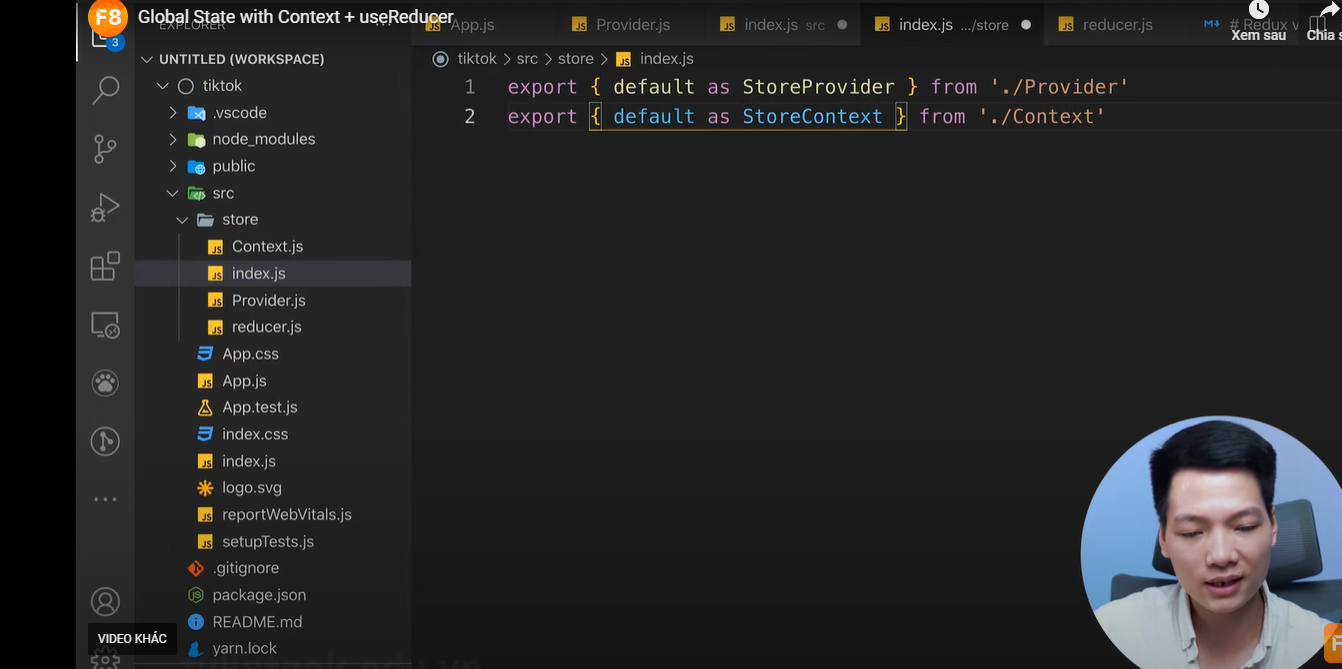 F8 Global State with Context + useReducer
EXPLORER
App.js
Provider.js
index.js src
index.js .../store
reducer.js
# Redux v
Xem sau
3
UNTITLED (WORKSPACE)
tiktok > src > store > index.js
tiktok
.vscode
node_modules
public
src
store
Context.js
index.js
Provider.js
reducer.js
App.css
App.js
App.test.js
index.css
index.js
logo.svg
reportWebVitals.js
setupTests.js
.gitignore
package.json
README.md
yarn.lock
1 export { default as StoreProvider } from './Provider'
2 export { default as StoreContext } from './Context'
VIDEO KHÁC